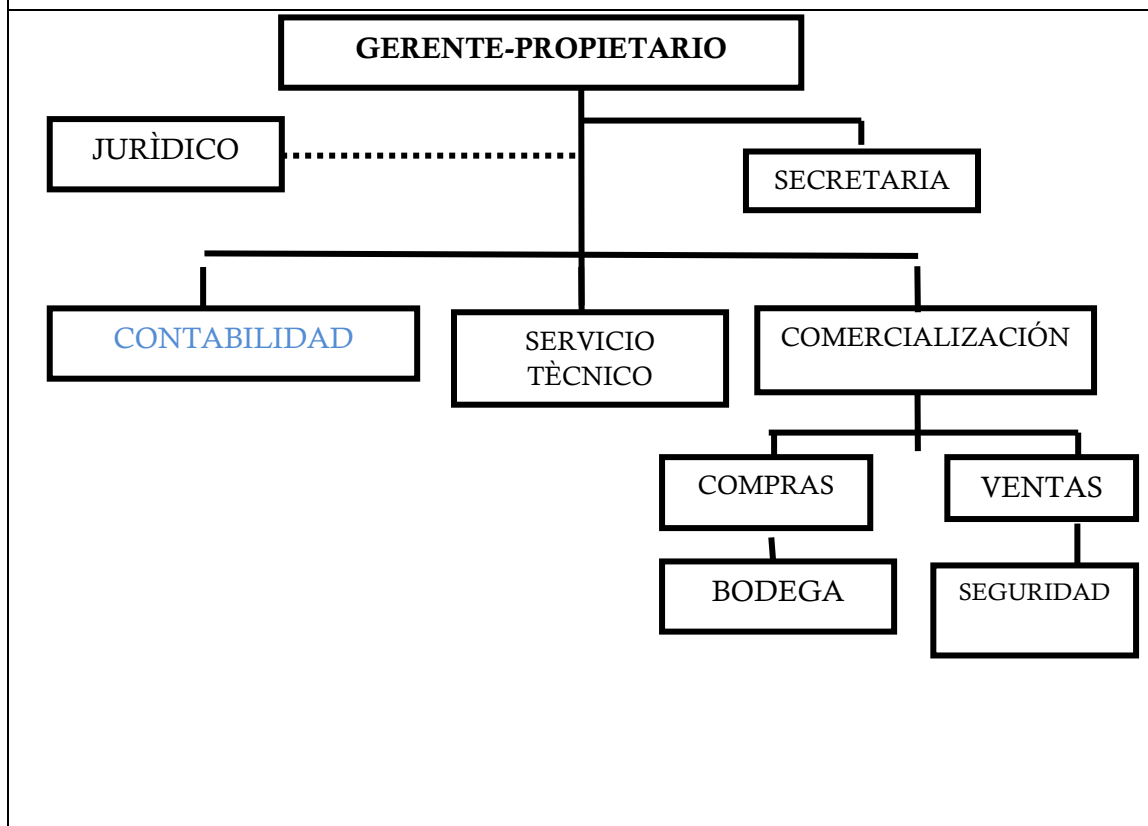 GERENTE-PROPIETARIO
JURÌDICO
SECRETARIA
CONTABILIDAD
SERVICIO
TÈCNICO
COMERCIALIZACIÓN
COMPRAS
VENTAS
BODEGA
SEGURIDAD